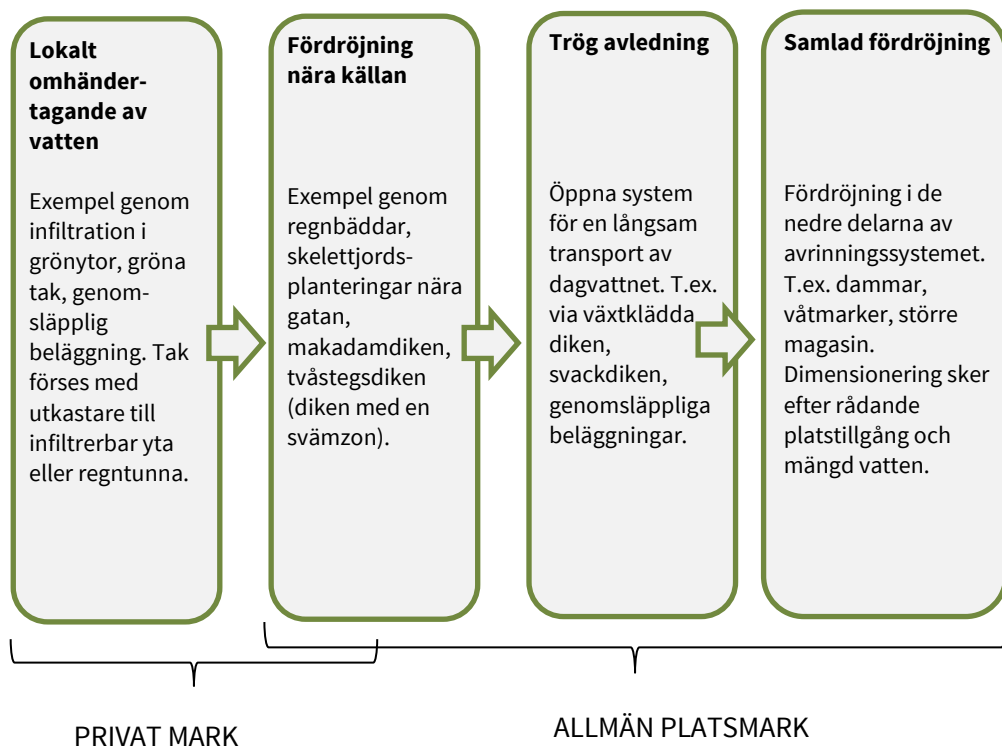 Lokalt
omhänder-
tagande av
vatten
Exempel genom
infiltration i
grönytor, gröna
tak, genom-
släpplig
beläggning. Tak
förses med
utkastare till
infiltrerbar yta
eller regntunna.
Fördröjning
nära källan
Exempel genom
regnbäddar,
skelettjords-
planteringar nära
gatan,
makadamdiken,
tvåstegsdiken
(diken med en
svämzon).
Trög avledning
Öppna system
för en långsam
transport av
dagvattnet. T.ex.
via växtklädda
diken,
svackdiken,
genomsläppliga
beläggningar.
Samlad fördröjning
Fördröjning i de
nedre delarna av
avrinningssystemet.
T.ex. dammar,
våtmarker, större
magasin.
Dimensionering sker
efter rådande
platstillgång och
mängd vatten.
PRIVAT MARK
ALLMÄN PLATSMARK